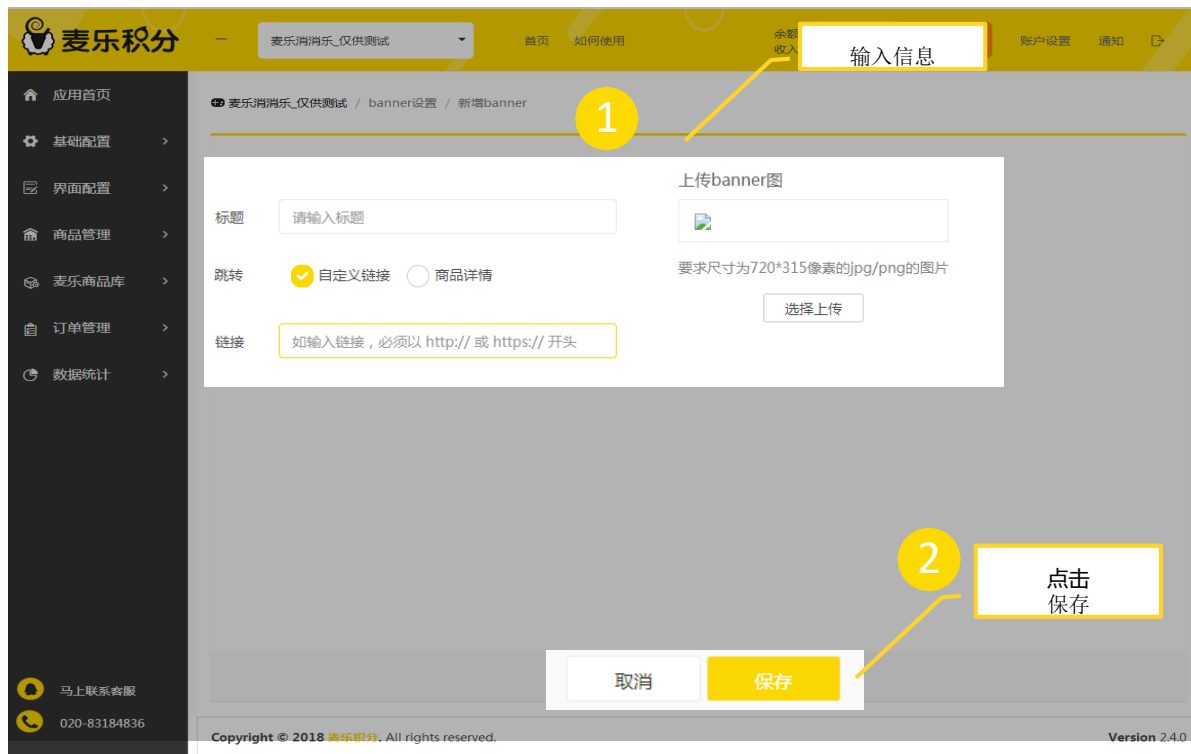 麦乐积分
麦乐消消乐_仅供测试
首页 如何使用
余额
收入
账户设置 通知
输入信息
应用首页
基础配置
界面配置
商品管理
麦乐商品库
订单管理
数据统计
麦乐消消乐_仅供测试 / banner设置 / 新增banner
1
上传banner图
标题 请输入标题
跳转 自定义链接 商品详情
要求尺寸为720*315像素的jpg/png的图片
选择上传
链接 如输入链接，必须以 http:// 或 https:// 开头
2
点击
保存
取消 保存
马上联系客服
020-83184836
Copyright © 2018 麦乐积分. All rights reserved.
Version 2.4.0